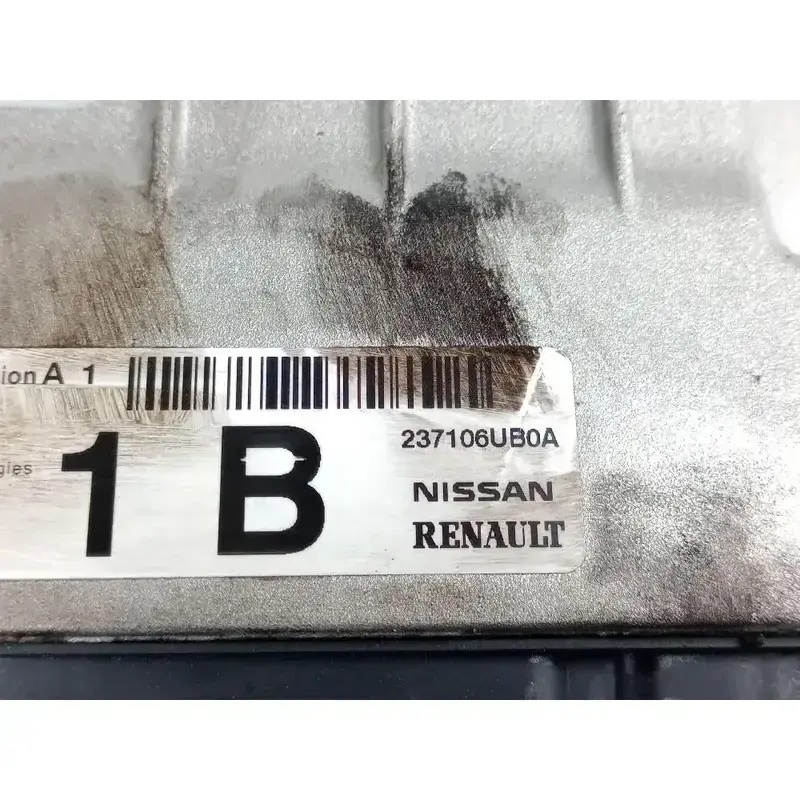 ion A 1
gies
1 B
237106UB0A
NISSAN
RENAULT